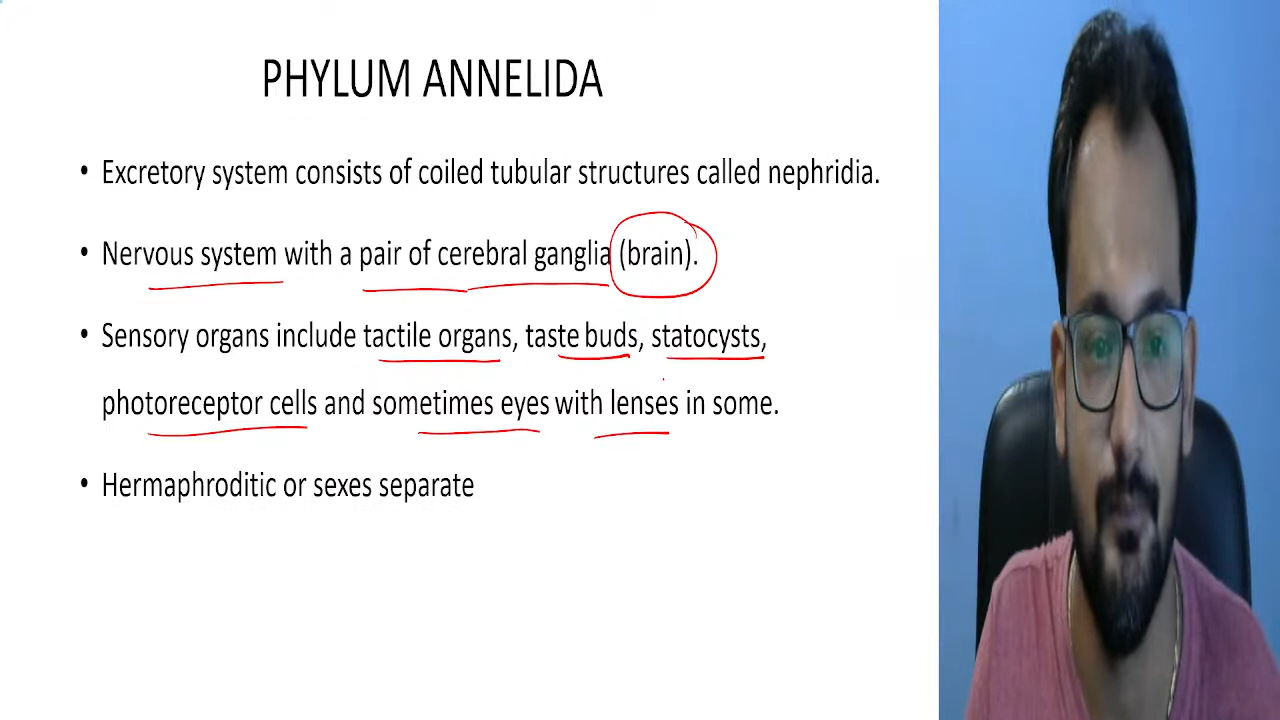 PHYLUM ANNELIDA
• Excretory system consists of coiled tubular structures called nephridia.
• Nervous system with a pair of cerebral ganglia (brain).
• Sensory organs include tactile organs, taste buds, statocysts,
photoreceptor cells and sometimes eyes with lenses in some.
• Hermaphroditic or sexes separate